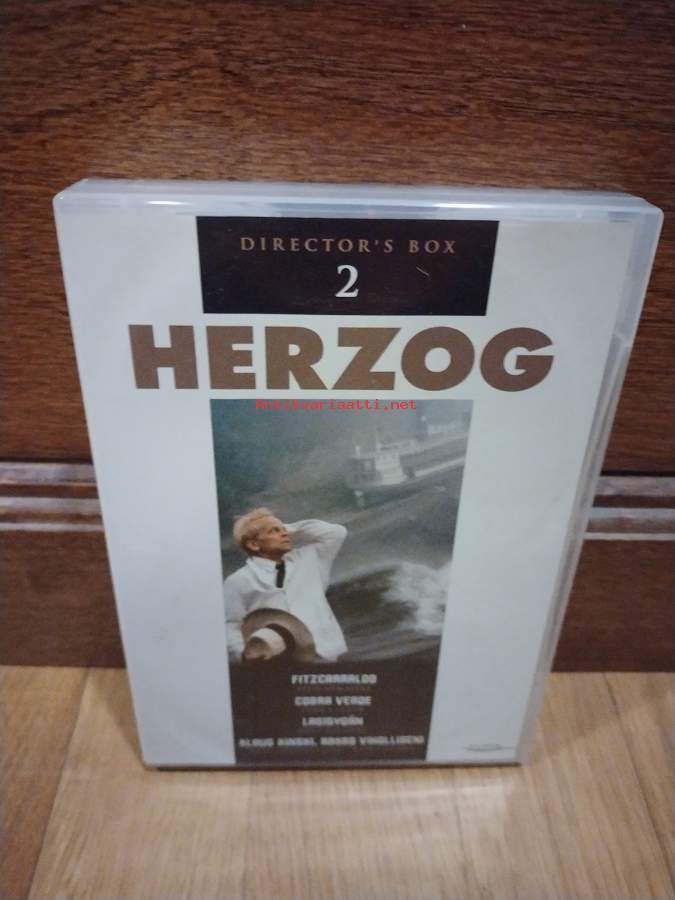 DIRECTOR'S BOX
2
HERZOG
Antikvariaatti.net
FITZCARRALDO
COBRA VERDE
LASISYDÄN
KLAUS KINSKI, RAKAS VIHOLLISENI